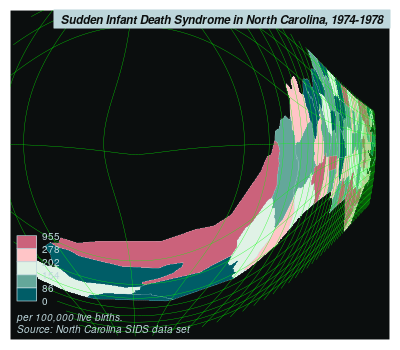 Sudden Infant Death Syndrome in North Carolina, 1974-1978
955
278
202
86
0
per 100,000 live births.
Source: North Carolina SIDS data set